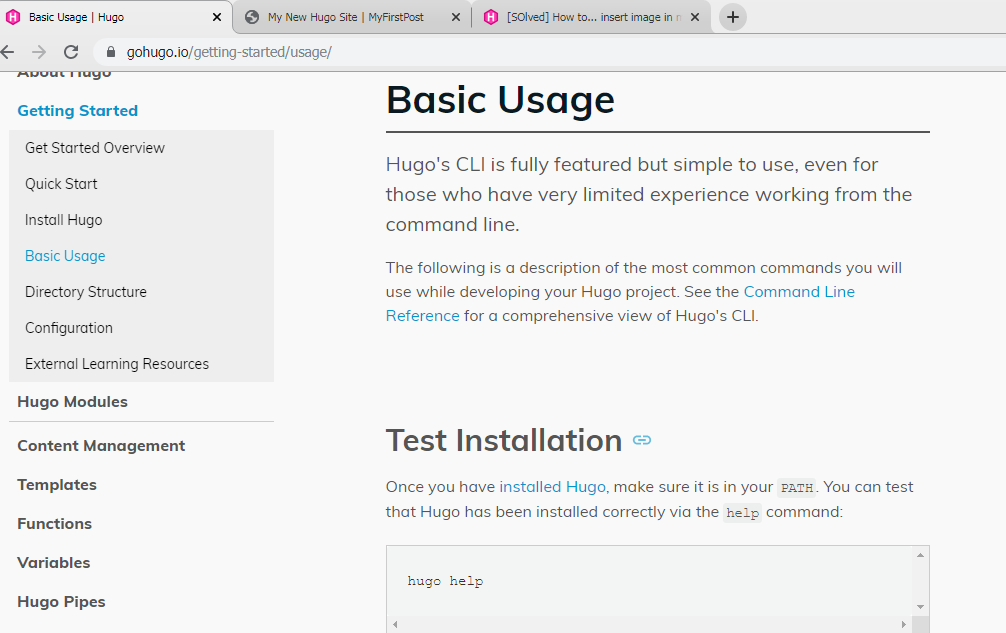 Basic Usage | Hugo
My New Hugo Site | MyFirstPost
[SOlved] How to... insert image in
gohugo.io/getting-started/usage/
About Hugo
Getting Started
Get Started Overview
Quick Start
Install Hugo
Basic Usage
Directory Structure
Configuration
External Learning Resources
Hugo Modules
Content Management
Templates
Functions
Variables
Hugo Pipes
Basic Usage
Hugo's CLI is fully featured but simple to use, even for
those who have very limited experience working from the
command line.
The following is a description of the most common commands you will
use while developing your Hugo project. See the Command Line
Reference for a comprehensive view of Hugo's CLI.
Test Installation
Once you have installed Hugo, make sure it is in your PATH. You can test
that Hugo has been installed correctly via the help command:
hugo help